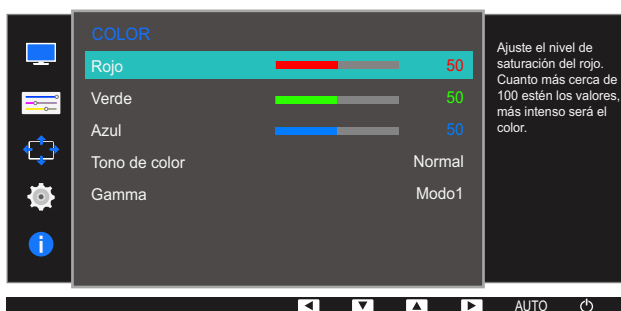 COLOR
Rojo 50
Verde 50
Azul 50
Tono de color Normal
Gamma Modo1
Ajuste el nivel de
saturación del rojo.
Cuanto más cerca de
100 estén los valores,
más intenso será el
color.
AUTO